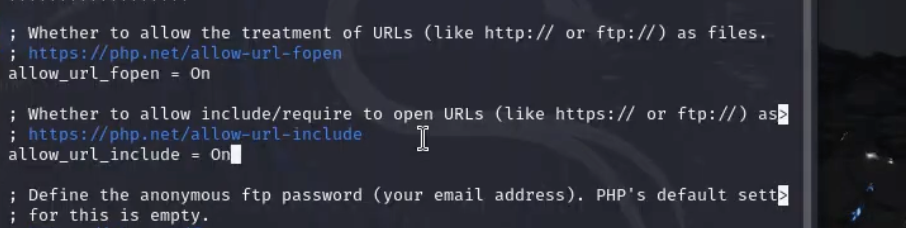 ; Whether to allow the treatment of URLs (like http:// or ftp://) as files.
; https://php.net/allow-url-fopen
allow_url_fopen = On
; Whether to allow include/require to open URLs (like https:// or ftp://) as>
; https://php.net/allow-url-include
allow_url_include = On
; Define the anonymous ftp password (your email address). PHP's default sett>
; for this is empty.